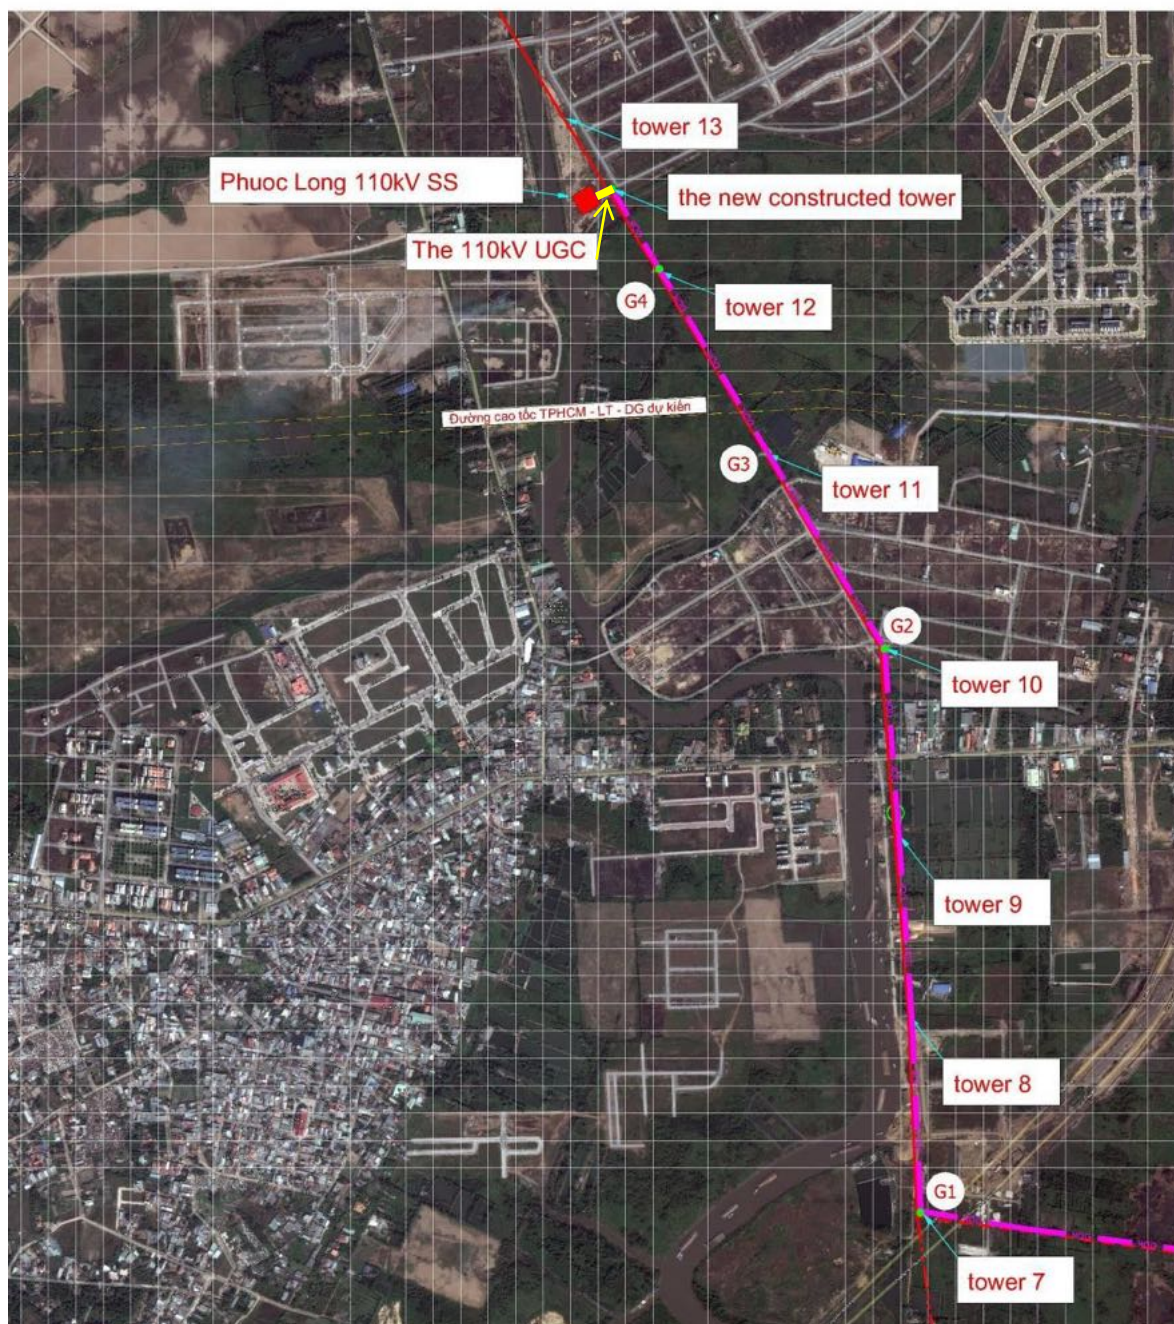 tower 13
Phuoc Long 110kV SS
the new constructed tower
The 110kV UGC
tower 12
G4
Đường cao tốc TPHCM - LT - DG dự kiến
G3
tower 11
G2
tower 10
tower 9
tower 8
G1
tower 7